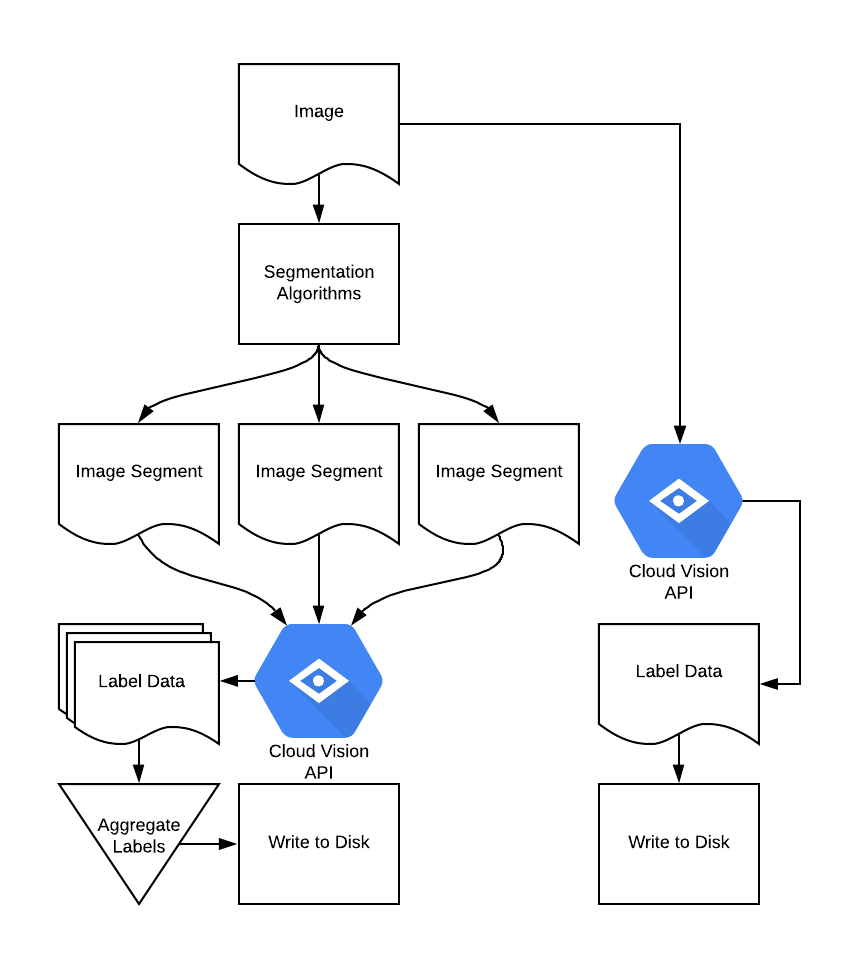 Image
Segmentation
Algorithms
Image Segment
Image Segment
Image Segment
Cloud Vision
API
Label Data
Label Data
Cloud Vision
API
Aggregate
Labels
Write to Disk
Write to Disk